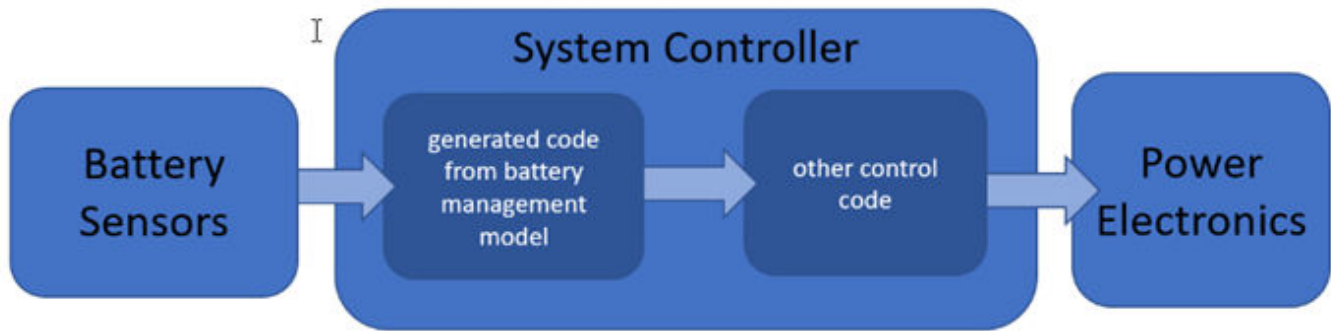 System Controller
Battery
Sensors
generated code
from battery
management
model
other control
code
Power
Electronics